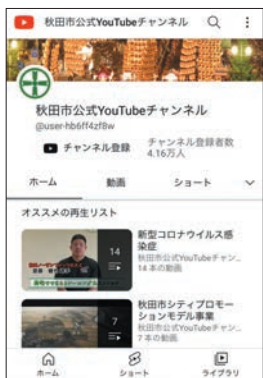 秋田市公式YouTubeチャンネル
秋田市公式YouTubeチャンネル
@user-hb6ff4zf8w
チャンネル登録
チャンネル登録者数
4.16万人
ホーム 動画 ショート
オススメの再生リスト
14
新型コロナウイルス感
染症
秋田市公式YouTubeチャン...
14 本の動画
7
秋田市シティプロモー
ションモデル事業
秋田市公式YouTubeチャン...
7 本の動画
ホーム ショート ライブラリ